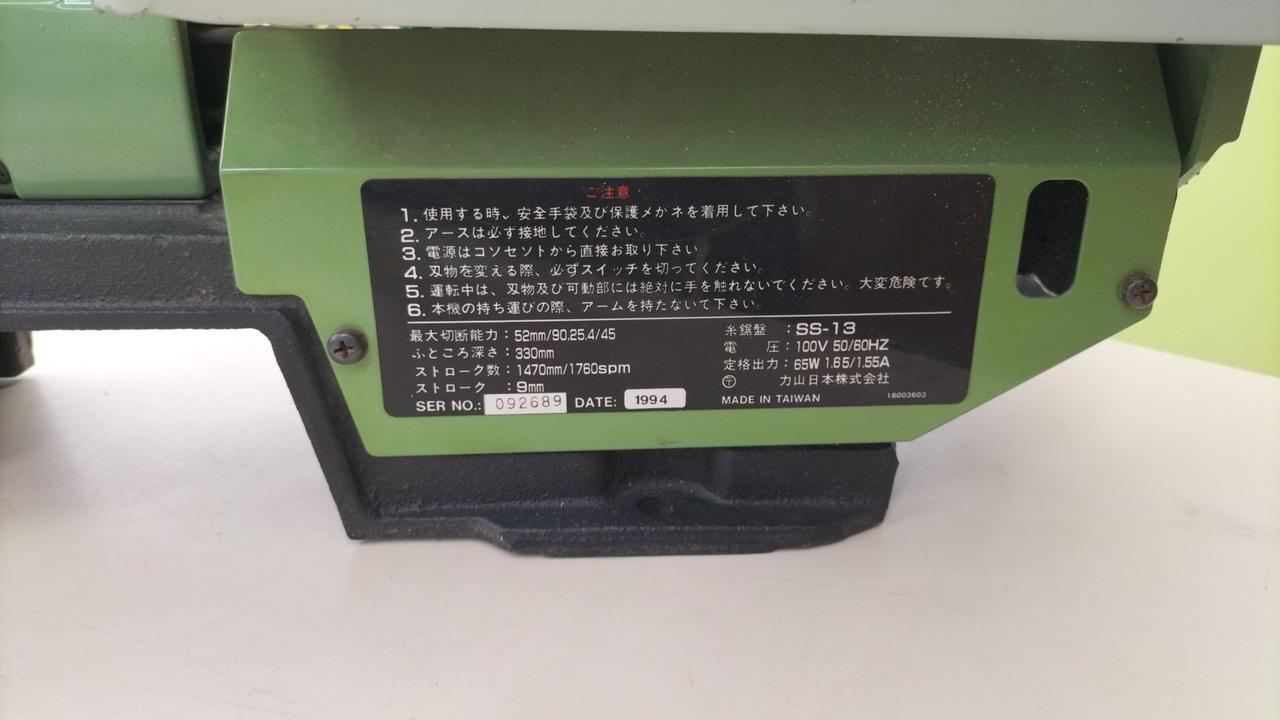 ご注意
1. 使用する時、安全手袋及び保護メガネを着用して下さい。
2. アースは必す接地してください。
3. 電源はコンセソトから直接お取り下さい
4. 刃物を変える際、必ずスイッチを切ってください。
5. 運転中は、刃物及び可動部には絶対に手を触れないでください。大変危険てす。
6. 本機の持ち運びの際、アームを持たないて下さい。
最大切断能力：52mm/90.25.4/45
ふところ深さ：330mm
ストローク数：1470mm/1760spm
ストローク ：9mm
SER NO.: 092689 DATE: 1994
糸鋸盤 ：SS-13
電 圧：100V 50/60HZ
定格出力：65W 1.65/1.55A
〒 力山日本株式会社
MADE IN TAIWAN 18003603